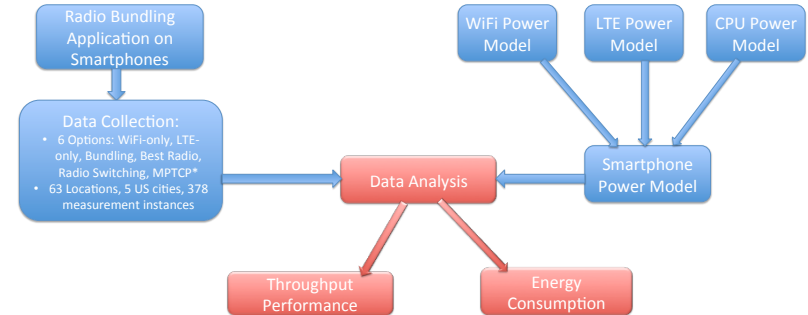 Radio Bundling
Application on
Smartphones
WiFi Power
Model
LTE Power
Model
CPU Power
Model
Data Collection:
• 6 Options: WiFi-only, LTE-
only, Bundling, Best Radio,
Radio Switching, MPTCP*
• 63 Locations, 5 US cities, 378
measurement instances
Data Analysis
Smartphone
Power Model
Throughput
Performance
Energy
Consumption